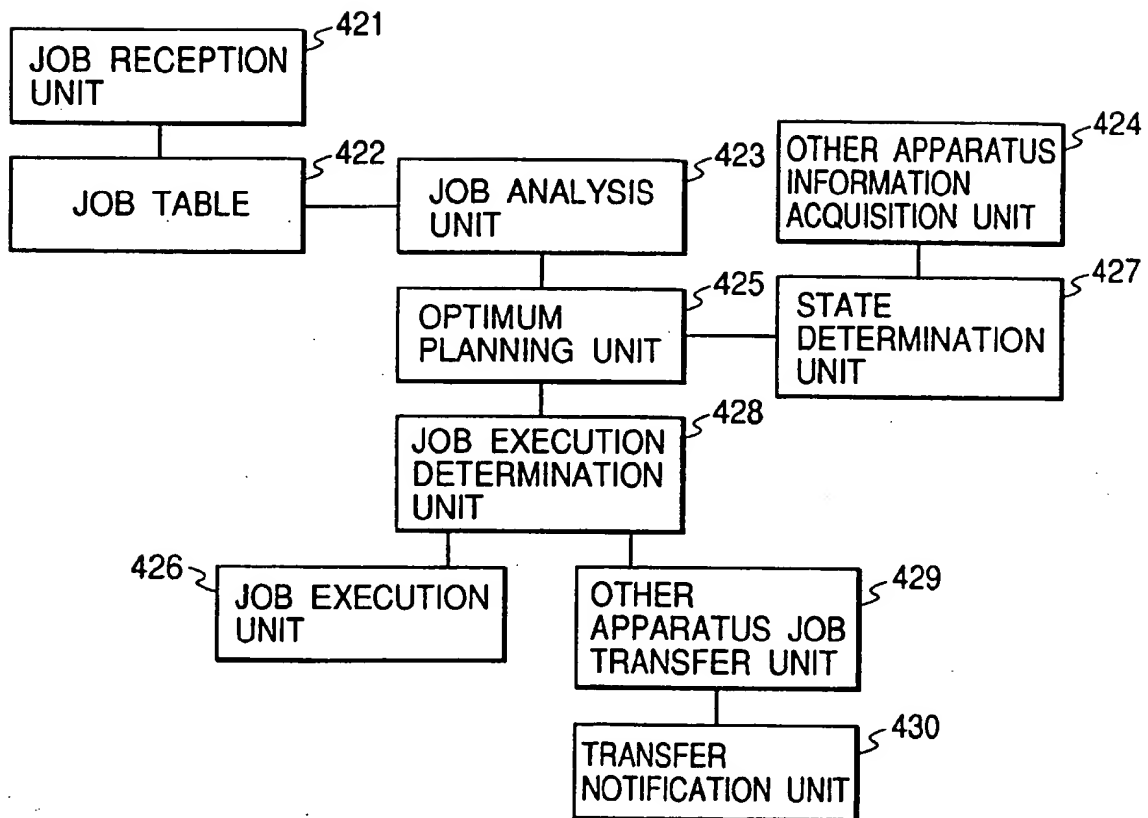 421
JOB RECEPTION
UNIT
422
JOB TABLE
423
JOB ANALYSIS
UNIT
424
OTHER APPARATUS
INFORMATION
ACQUISITION UNIT
425
OPTIMUM
PLANNING UNIT
427
STATE
DETERMINATION
UNIT
428
JOB EXECUTION
DETERMINATION
UNIT
426
JOB EXECUTION
UNIT
429
OTHER
APPARATUS JOB
TRANSFER UNIT
430
TRANSFER
NOTIFICATION UNIT